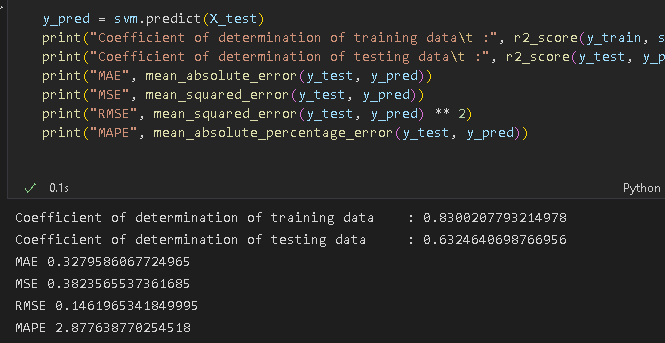 y_pred = svm.predict(X_test)
print("Coefficient of determination of training data\t :", r2_score(y_train, s
print("Coefficient of determination of testing data\t :", r2_score(y_test, y_p
print("MAE", mean_absolute_error(y_test, y_pred))
print("MSE", mean_squared_error(y_test, y_pred))
print("RMSE", mean_squared_error(y_test, y_pred) ** 2)
print("MAPE", mean_absolute_percentage_error(y_test, y_pred))
✓ 0.1s Python
Coefficient of determination of training data : 0.8300207793214978
Coefficient of determination of testing data : 0.6324640698766956
MAE 0.3279586067724965
MSE 0.3823565537361685
RMSE 0.1461965341849995
MAPE 2.877638770254518